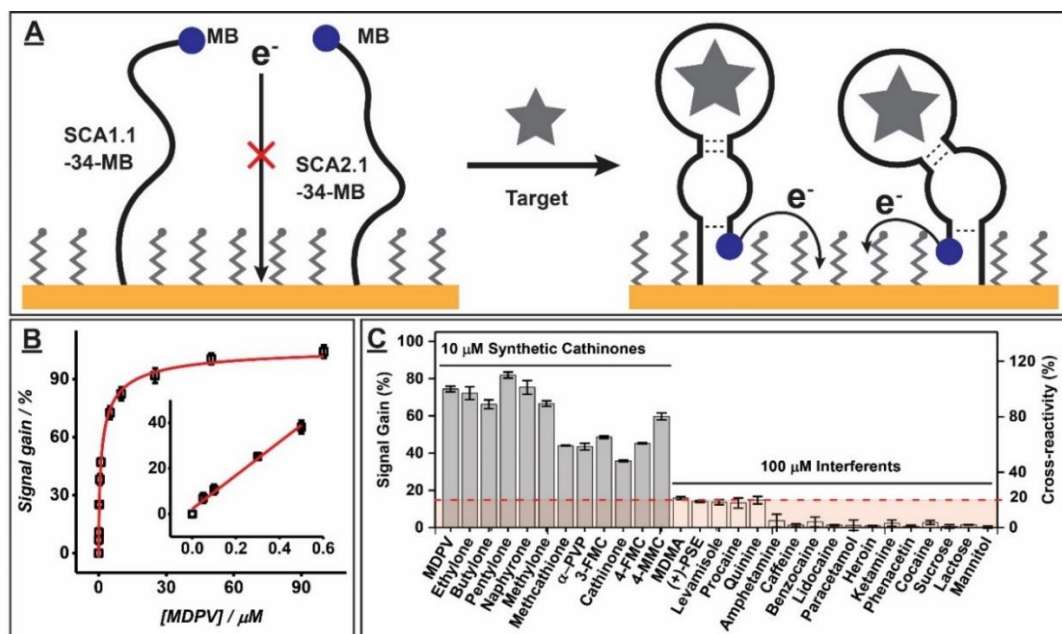 A
MB
MB
e-
SCA1.1
-34-MB
SCA2.1
-34-MB
Target
e-
e-
B
Signal gain / %
90
60
30
0
40
20
0
0.0 0.2 0.4 0.6
0 30 60 90
[MDPV] / μM
C
Signal Gain (%)
100
80
60
40
20
0
10 μM Synthetic Cathinones
100 μM Interferents
120
80
40
20
0
Cross-reactivity (%)
MDPV
Ethylone
Butylone
Pentylone
Naphyrone
Methylone
Methcathinone
α-PVP
3-FMC
Cathinone
4-FMC
4-MMC
MDMA
(+)-PSE
Levamisole
Procaine
Quinine
Amphetamine
Caffeine
Benzocaine
Lidocaine
Paracetamol
Heroin
Ketamine
Phenacetin
Cocaine
Sucrose
Lactose
Mannitol